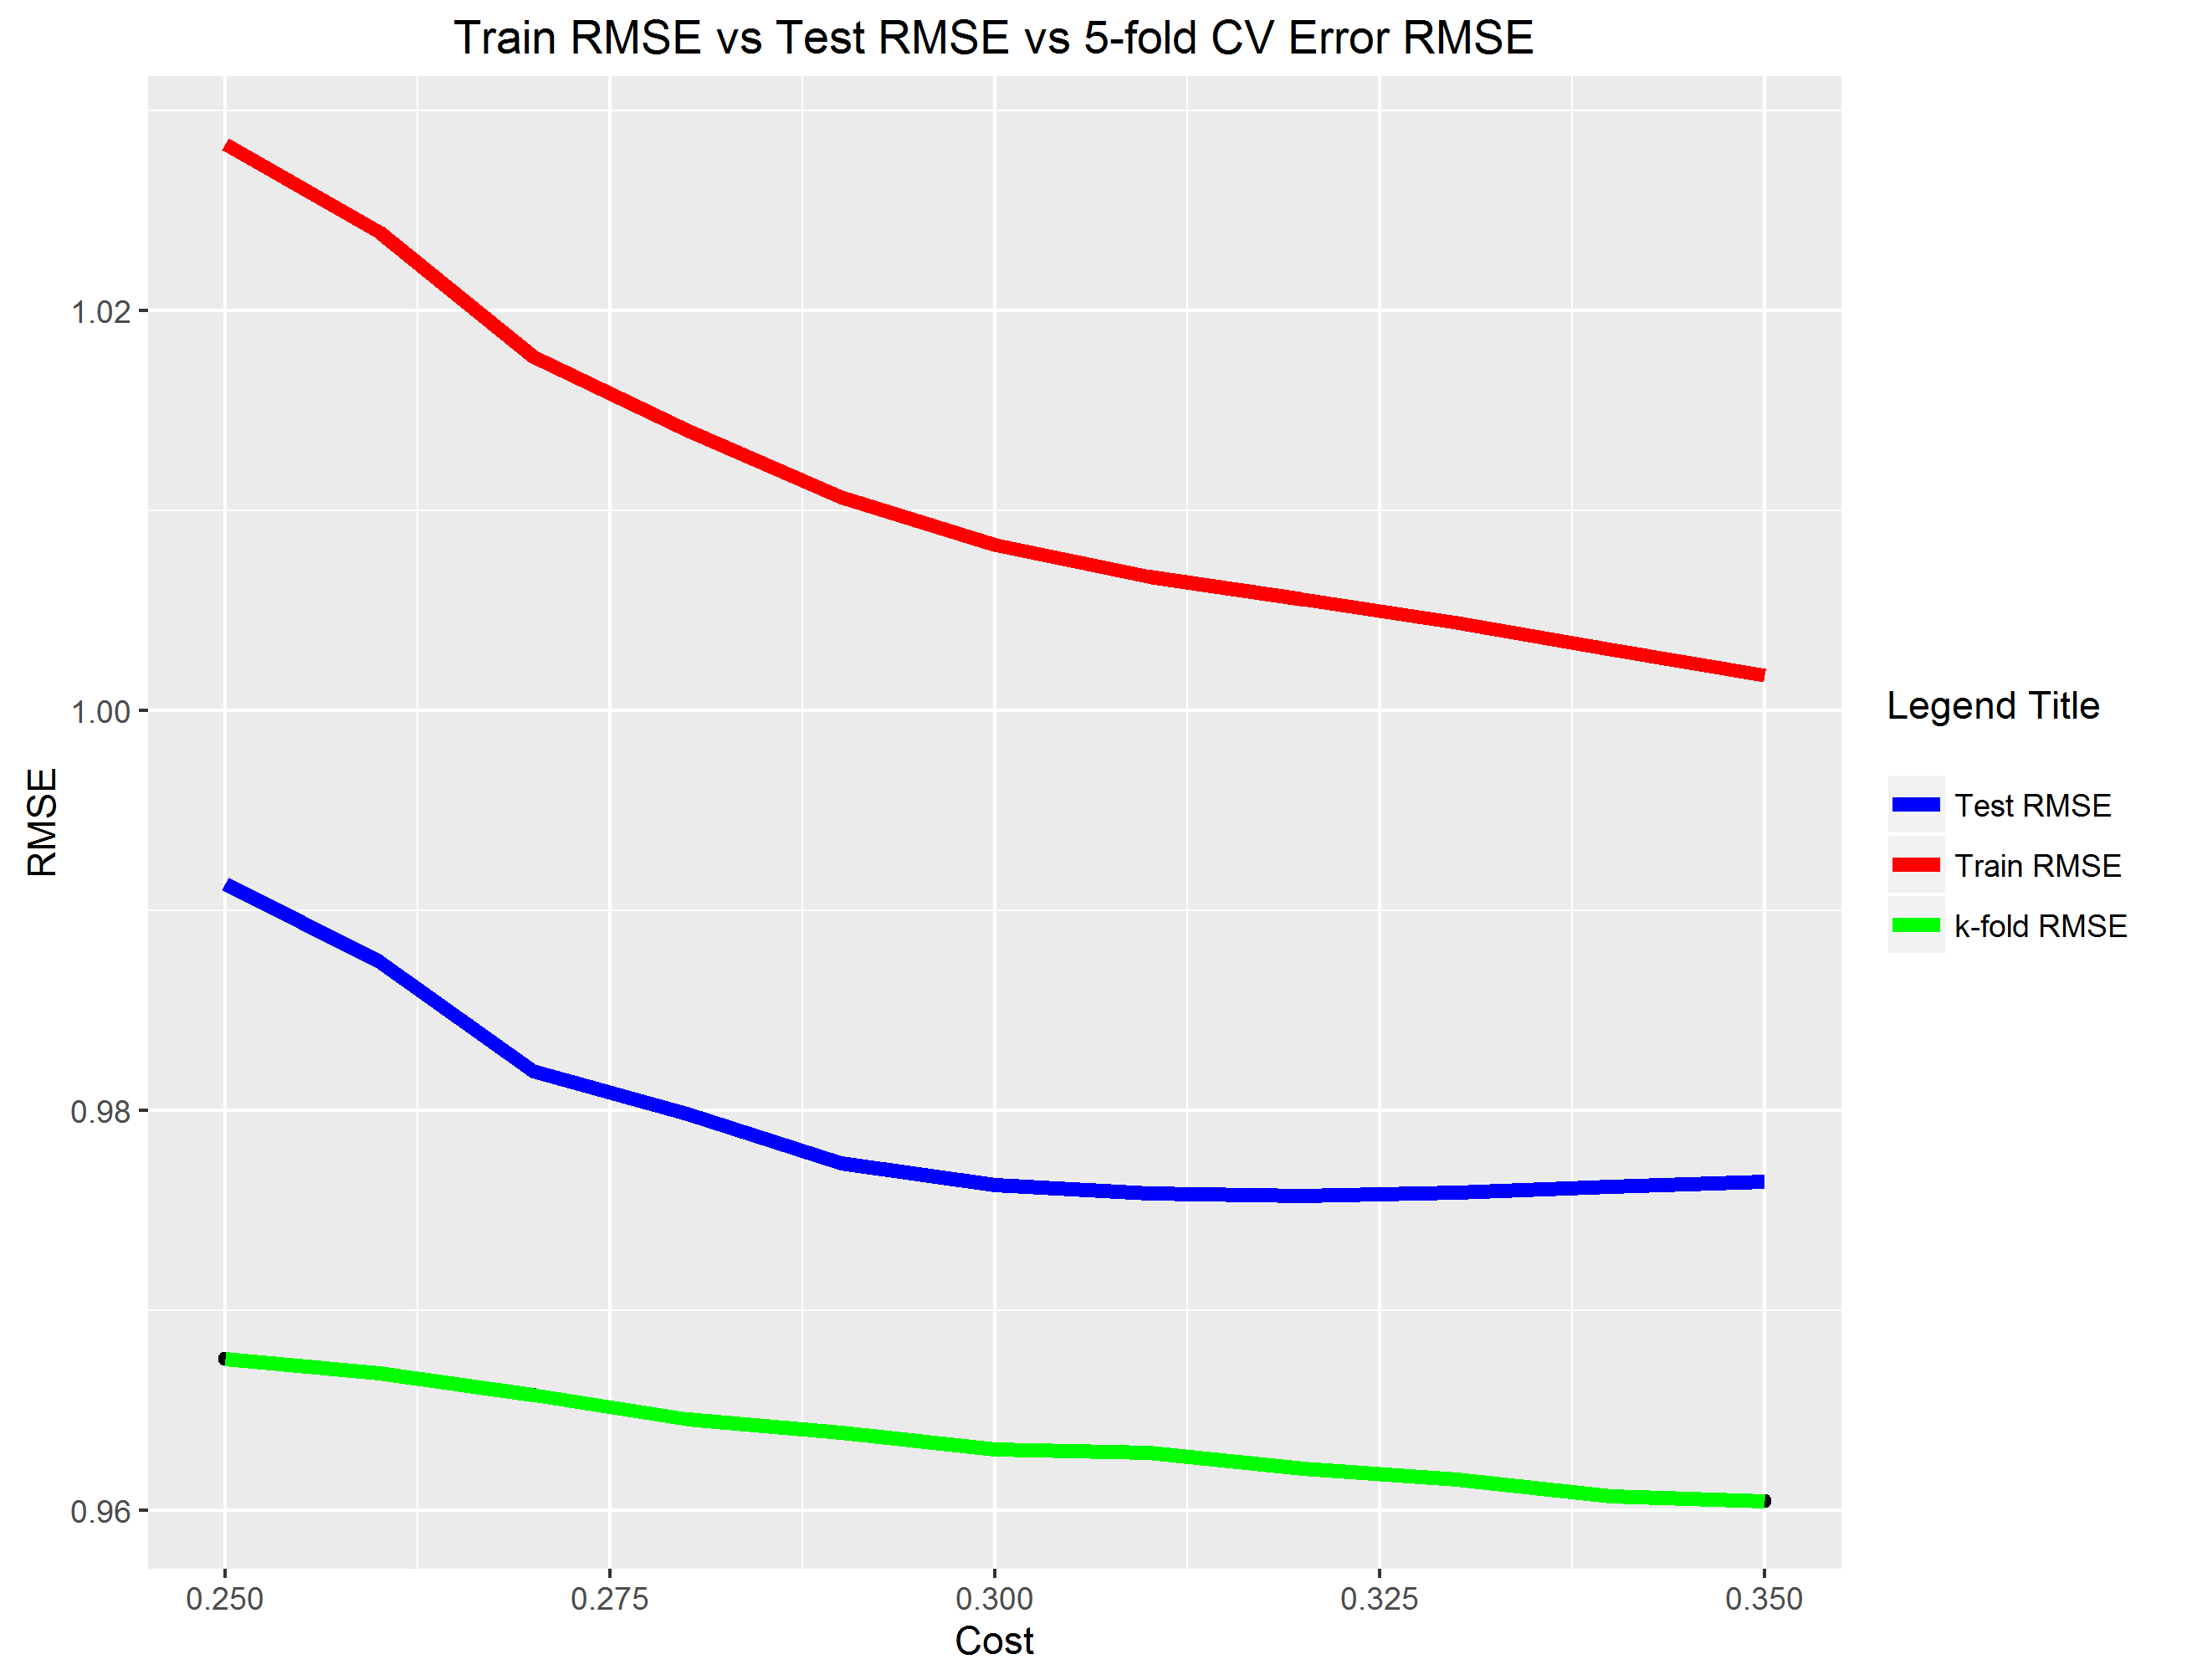 Train RMSE vs Test RMSE vs 5-fold CV Error RMSE
1.02
1.00
0.98
0.96
RMSE
0.250
0.275
0.300
0.325
0.350
Cost
Legend Title
Test RMSE
Train RMSE
k-fold RMSE